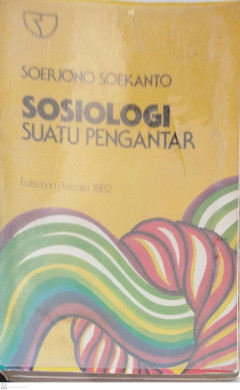 SOERJONO SOEKANTO
SOSIOLOGI
SUATU PENGANTAR
Edisi baru kesatu 1982